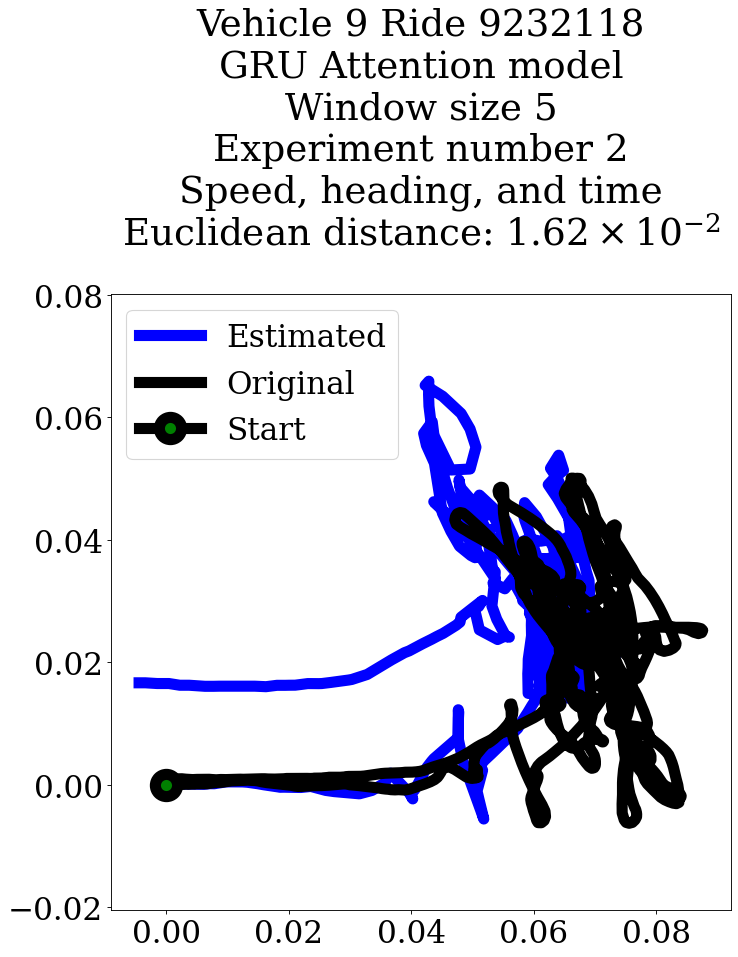 Vehicle 9 Ride 9232118
GRU Attention model
Window size 5
Experiment number 2
Speed, heading, and time
Euclidean distance: 1.62 × 10⁻²
0.08
0.06
0.04
0.02
0.00
−0.02
Estimated
Original
Start
0.00 0.02 0.04 0.06 0.08